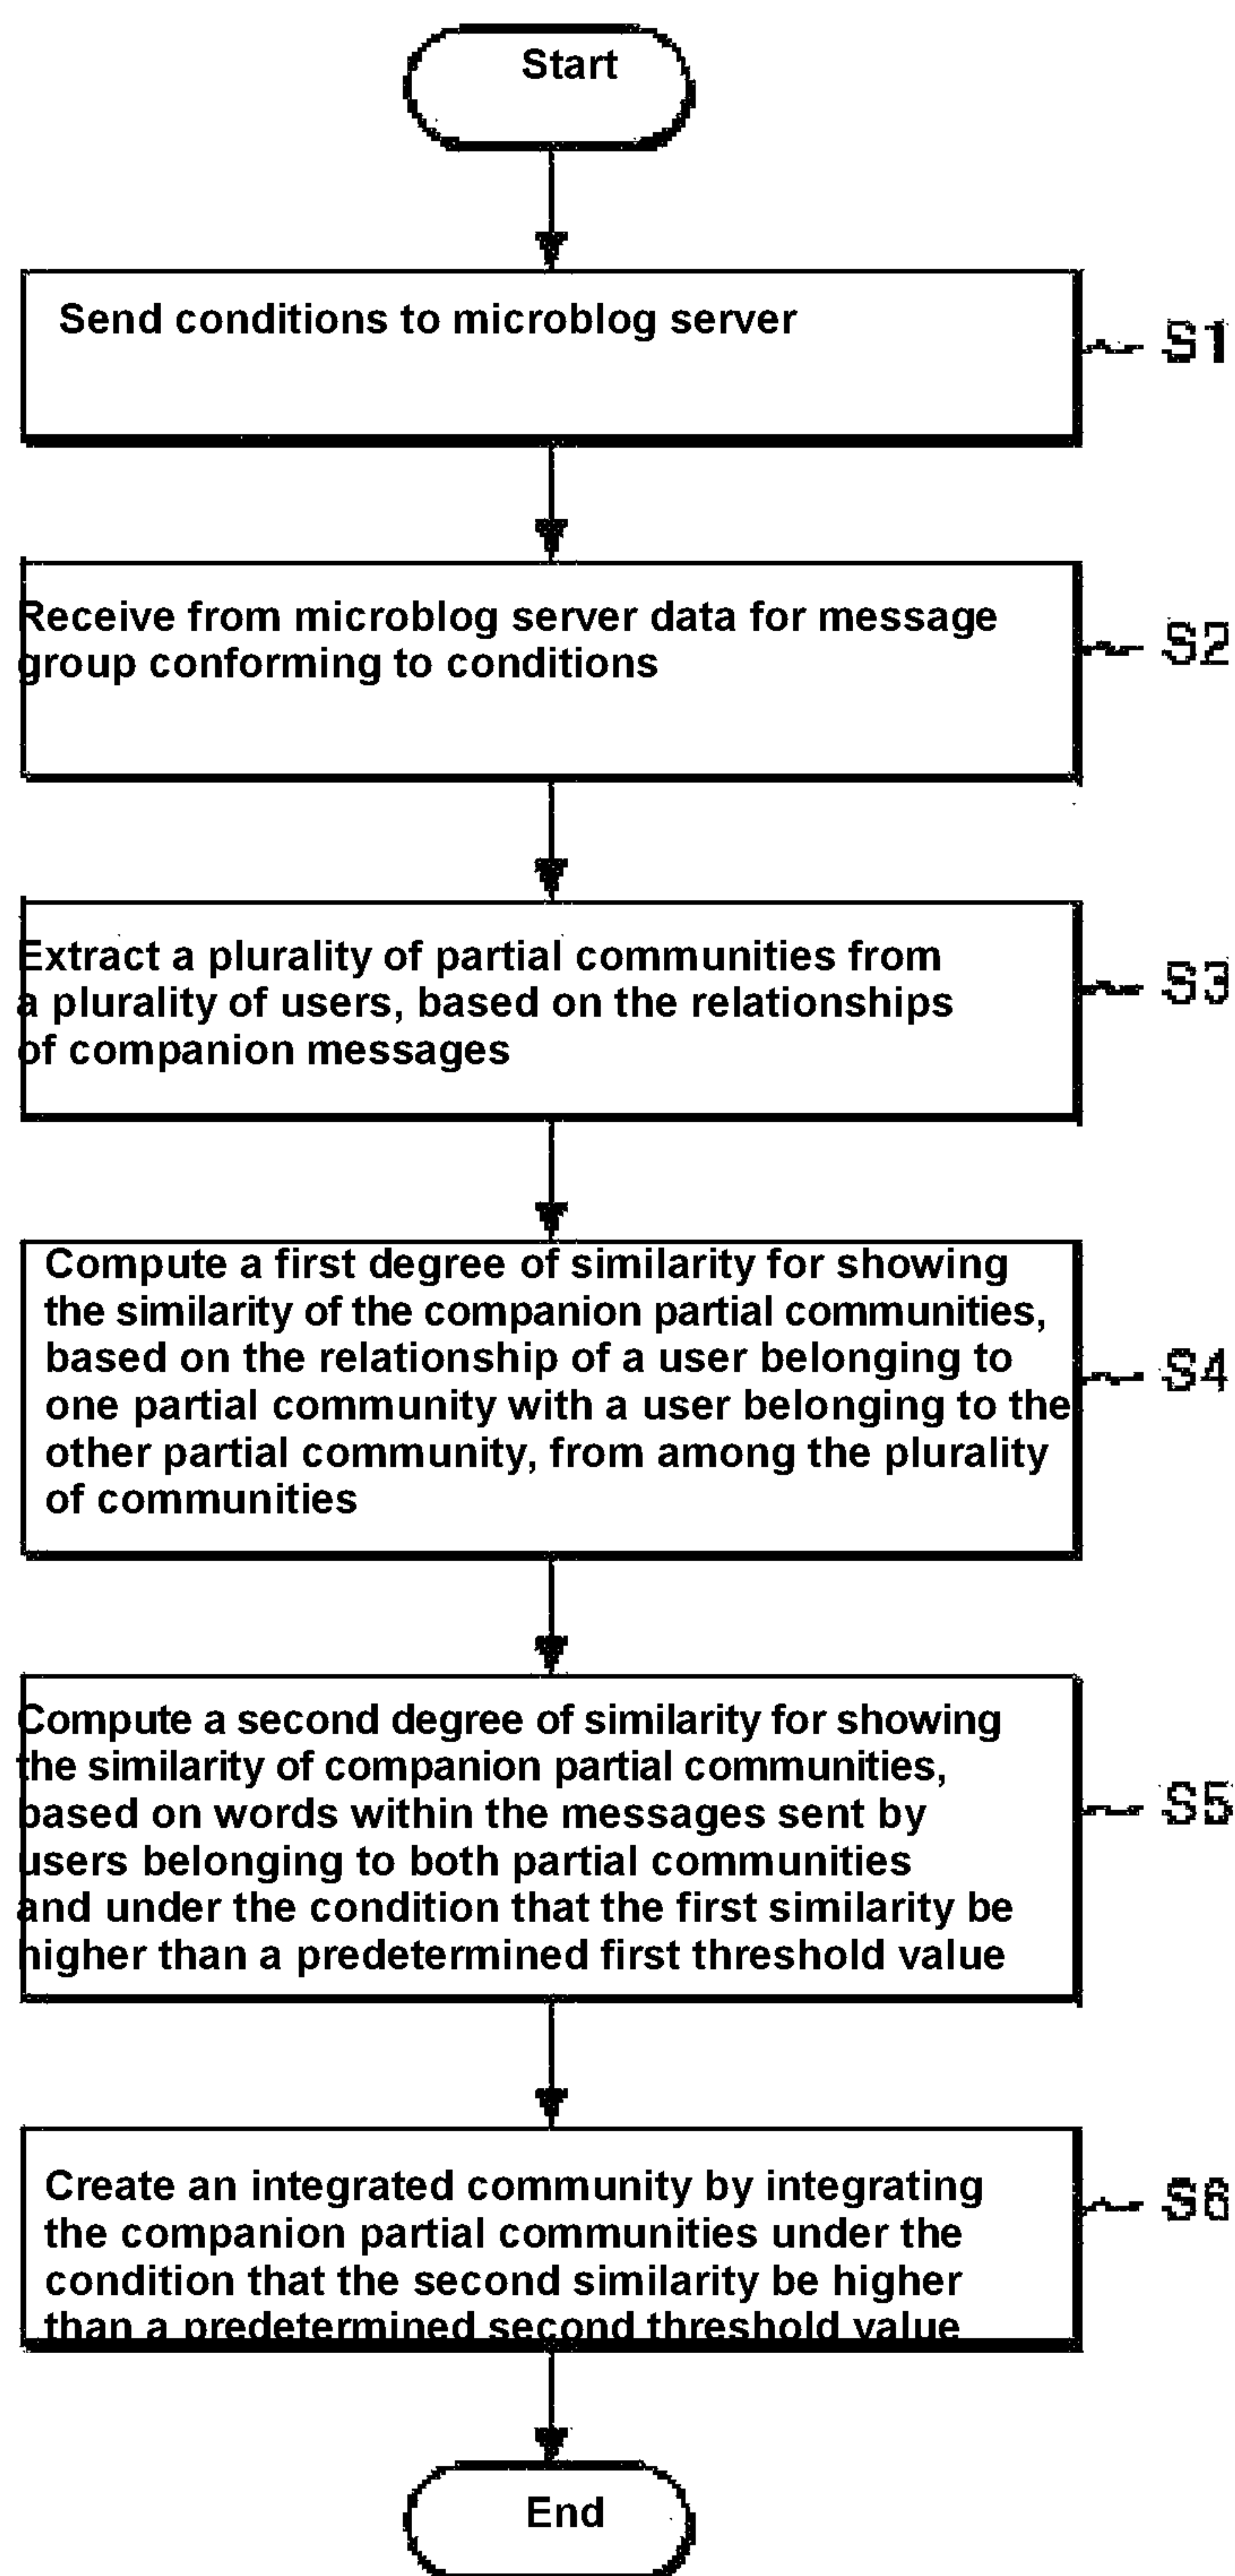 Start
Send conditions to microblog server
S1
Receive from microblog server data for message
group conforming to conditions
S2
Extract a plurality of partial communities from
a plurality of users, based on the relationships
of companion messages
S3
Compute a first degree of similarity for showing
the similarity of the companion partial communities,
based on the relationship of a user belonging to
one partial community with a user belonging to the
other partial community, from among the plurality
of communities
S4
Compute a second degree of similarity for showing
the similarity of companion partial communities,
based on words within the messages sent by
users belonging to both partial communities
and under the condition that the first similarity be
higher than a predetermined first threshold value
S5
Create an integrated community by integrating
the companion partial communities under the
condition that the second similarity be higher
than a predetermined second threshold value
S6
End